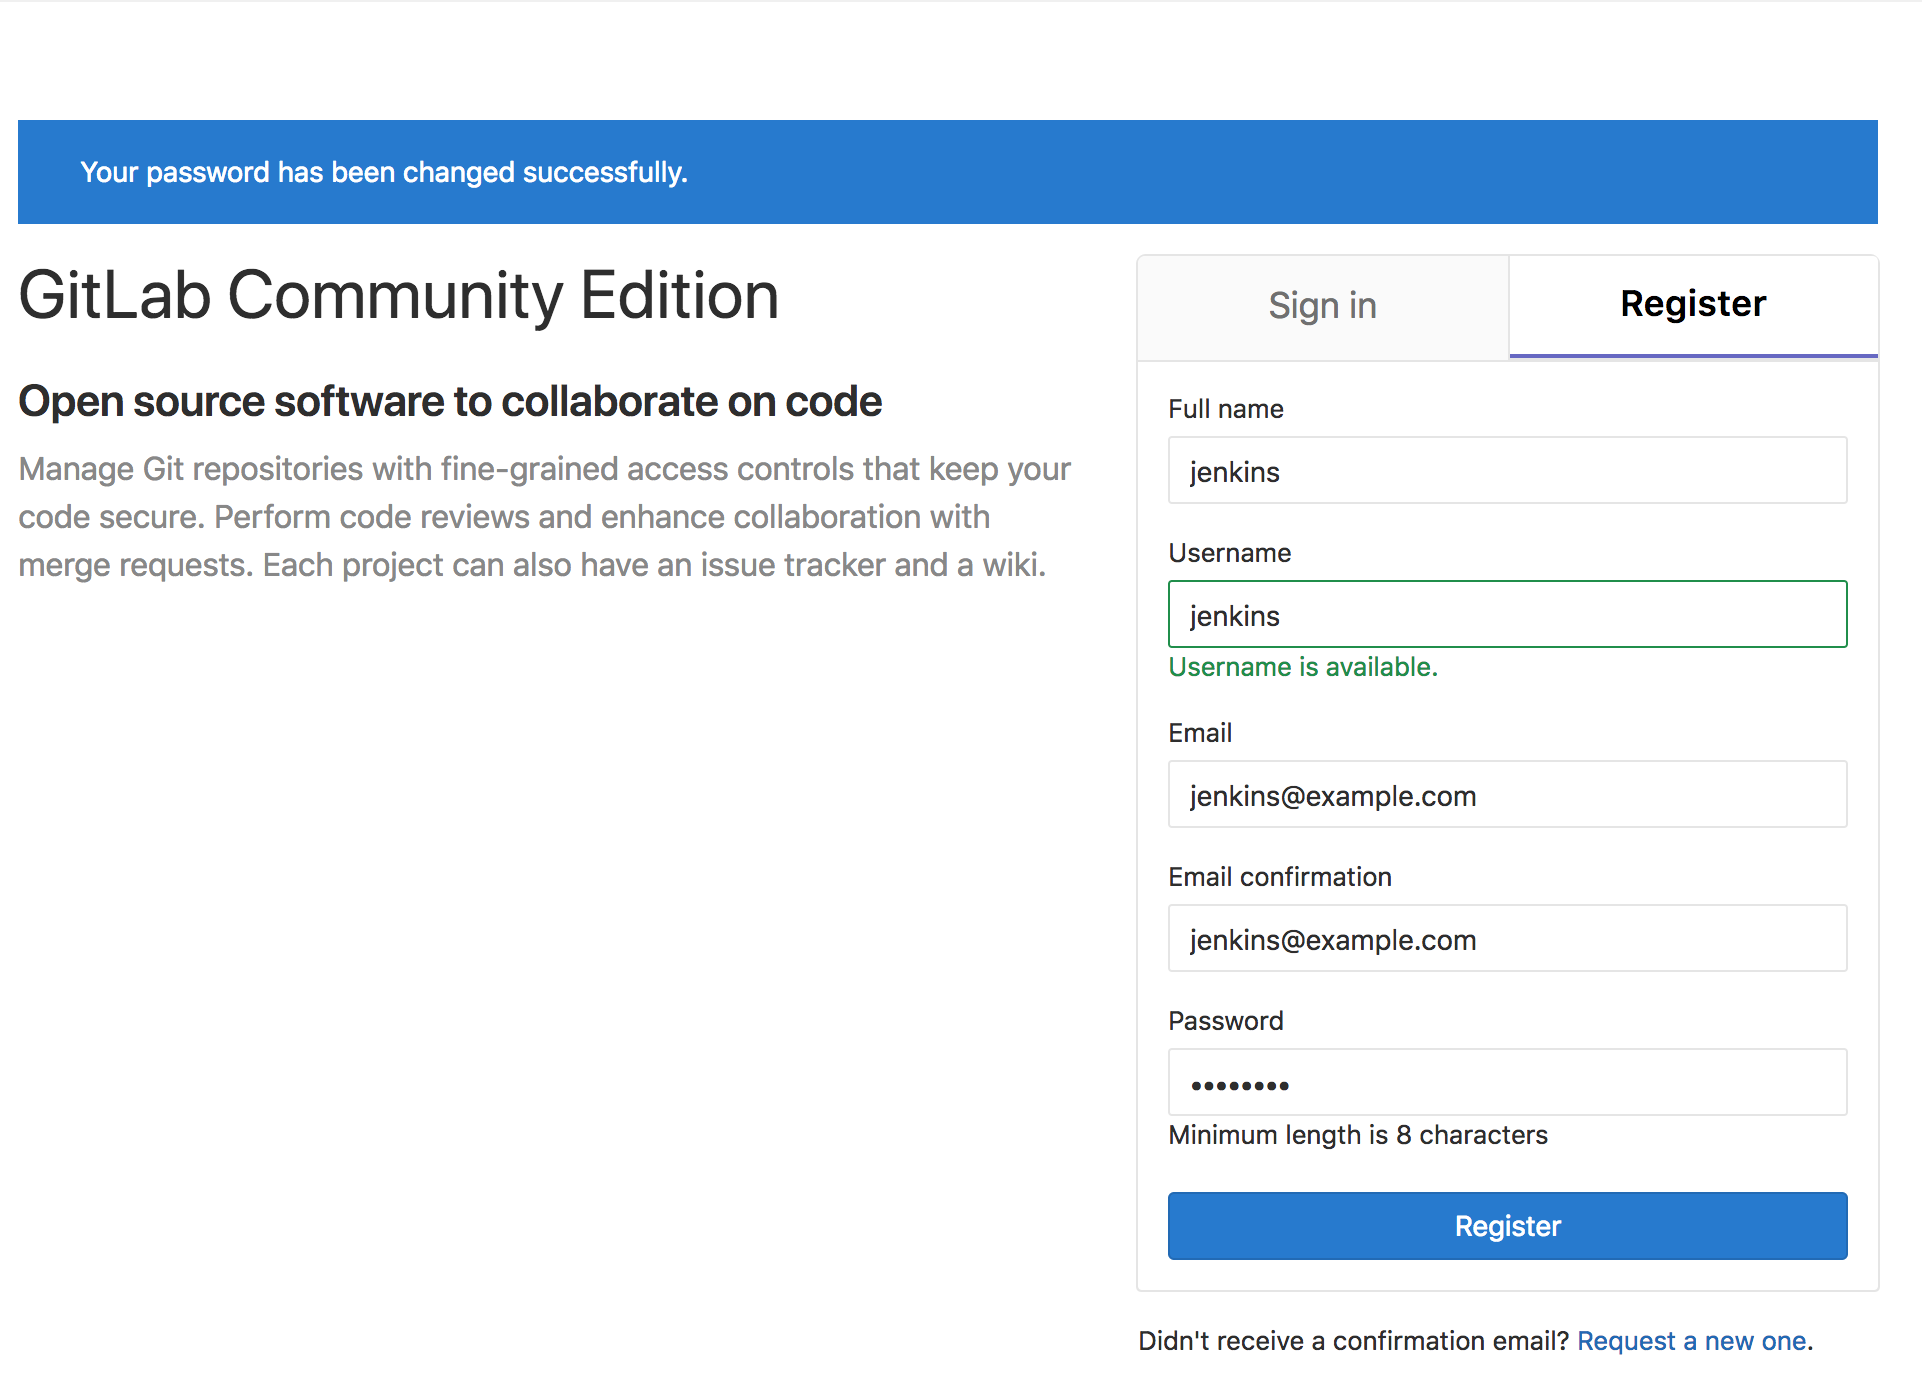 Your password has been changed successfully.
GitLab Community Edition
Open source software to collaborate on code
Manage Git repositories with fine-grained access controls that keep your
code secure. Perform code reviews and enhance collaboration with
merge requests. Each project can also have an issue tracker and a wiki.
Sign in
Register
Full name
jenkins
Username
jenkins
Username is available.
Email
jenkins@example.com
Email confirmation
jenkins@example.com
Password
••••••••
Minimum length is 8 characters
Register
Didn't receive a confirmation email? Request a new one.